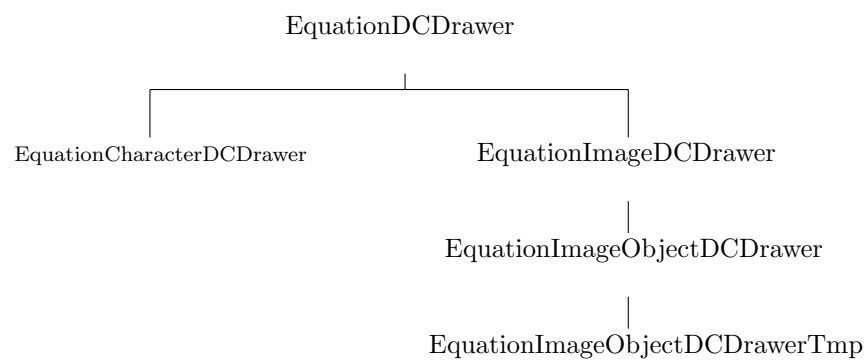 EquationDCDrawer
EquationCharacterDCDrawer
EquationImageDCDrawer
EquationImageObjectDCDrawer
EquationImageObjectDCDrawerTmp